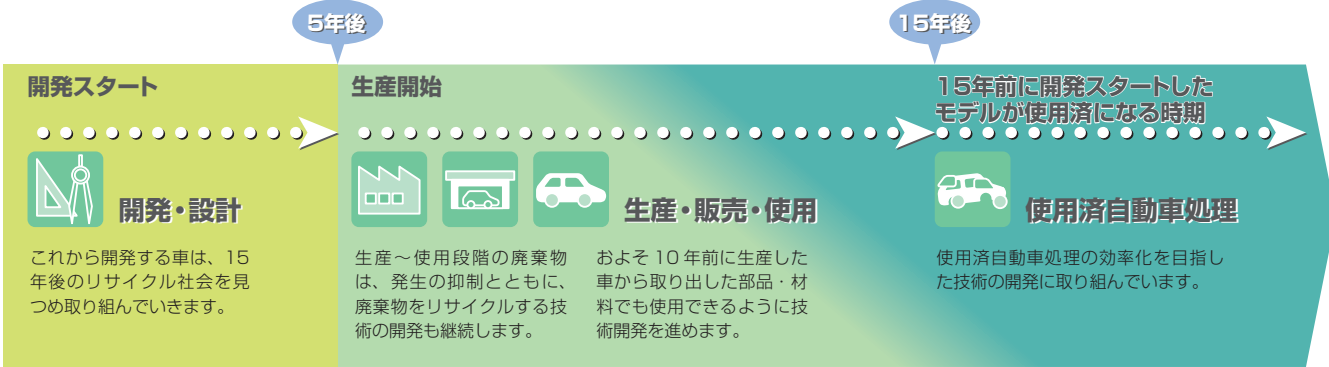 5年後
15年後
開発スタート
開発・設計
これから開発する車は、15
年後のリサイクル社会を見
つめ取り組んでいきます。
生産開始
生産・販売・使用
生産～使用段階の廃棄物
は、発生の抑制とともに、
廃棄物をリサイクルする技
術の開発も継続します。
およそ 10 年前に生産した
車から取り出した部品・材
料でも使用できるように技
術開発を進めます。
15年前に開発スタートした
モデルが使用済になる時期
使用済自動車処理
使用済自動車処理の効率化を目指し
た技術の開発に取り組んでいます。